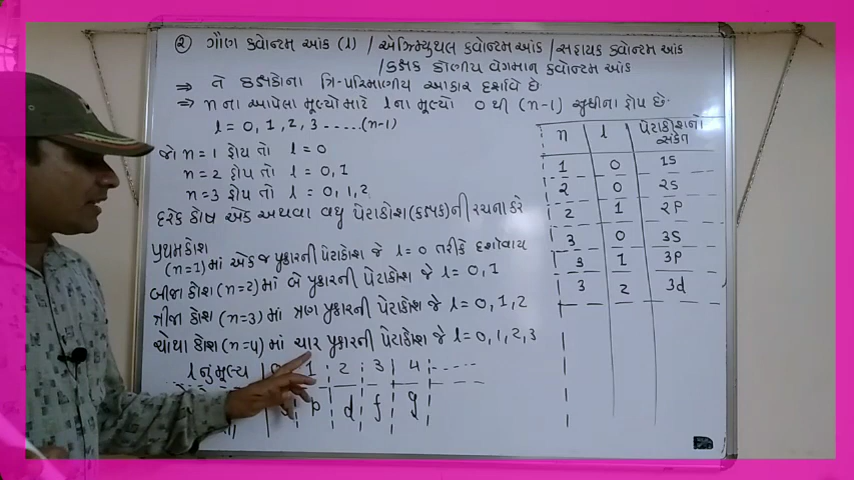 ② ગૌણ ક્વોન્ટમ આંક (l) / એઝિમ્યુથલ ક્વોન્ટમ આંક / સહાયક ક્વોન્ટમ આંક
/ કક્ષક કોણીય વેગમાન ક્વોન્ટમ આંક
⇒ તે કક્ષકોના ત્રિ-પરિમાણીય આકાર દર્શાવે છે
⇒ n ના આપેલા મૂલ્યો માટે l ના મૂલ્યો 0 થી (n-1) સુધીના હોય છે.
l = 0, 1, 2, 3 .....(n-1)
જો n = 1 હોય તો l = 0
n = 2 હોય તો l = 0, 1
n = 3 હોય તો l = 0, 1, 2
દરેક કોષ એક અથવા વધુ પેટાકોશ (કક્ષક) ની રચના કરે
પ્રથમકોશ
(n=1) માં એક જ પ્રકારની પેટાકોશ જે l = 0 તરીકે દર્શાવાય
બીજા કોશ (n=2) માં બે પ્રકારની પેટાકોશ જે l = 0, 1
ત્રીજા કોશ (n=3) માં ત્રણ પ્રકારની પેટાકોશ જે l = 0, 1, 2
ચોથા કોશ (n=4) માં ચાર પ્રકારની પેટાકોશ જે l = 0, 1, 2, 3
l નુ મૂલ્ય 1 2 3 4 ----
p d f g
n l પેટાકોશનો સંકેત
1 0 1s
2 0 2s
2 1 2p
3 0 3s
3 1 3p
3 2 3d